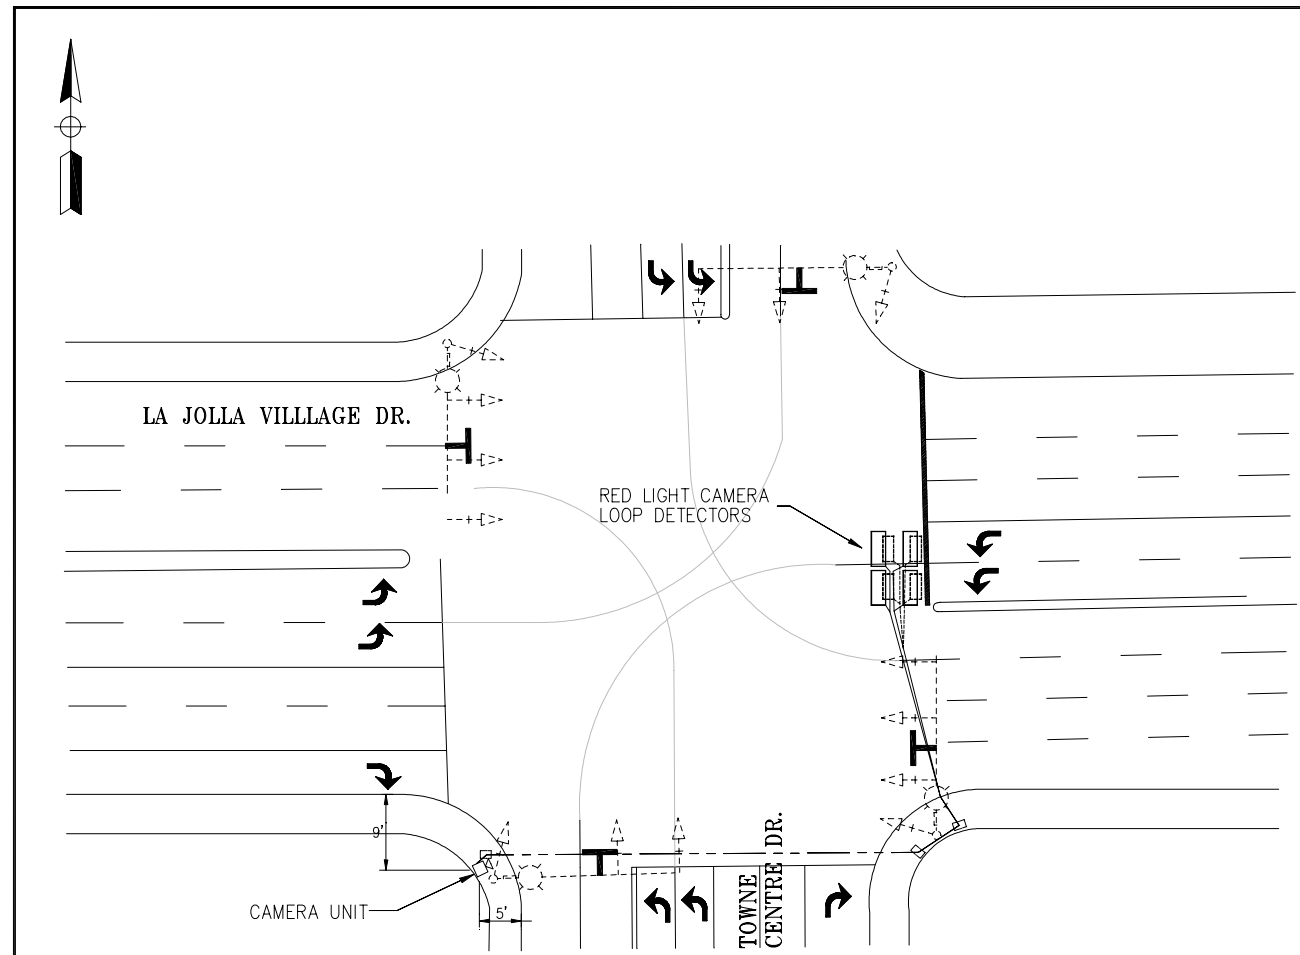 LA JOLLA VILLLAGE DR.
RED LIGHT CAMERA
LOOP DETECTORS
9'
CAMERA UNIT
5'
TOWNE
CENTRE DR.